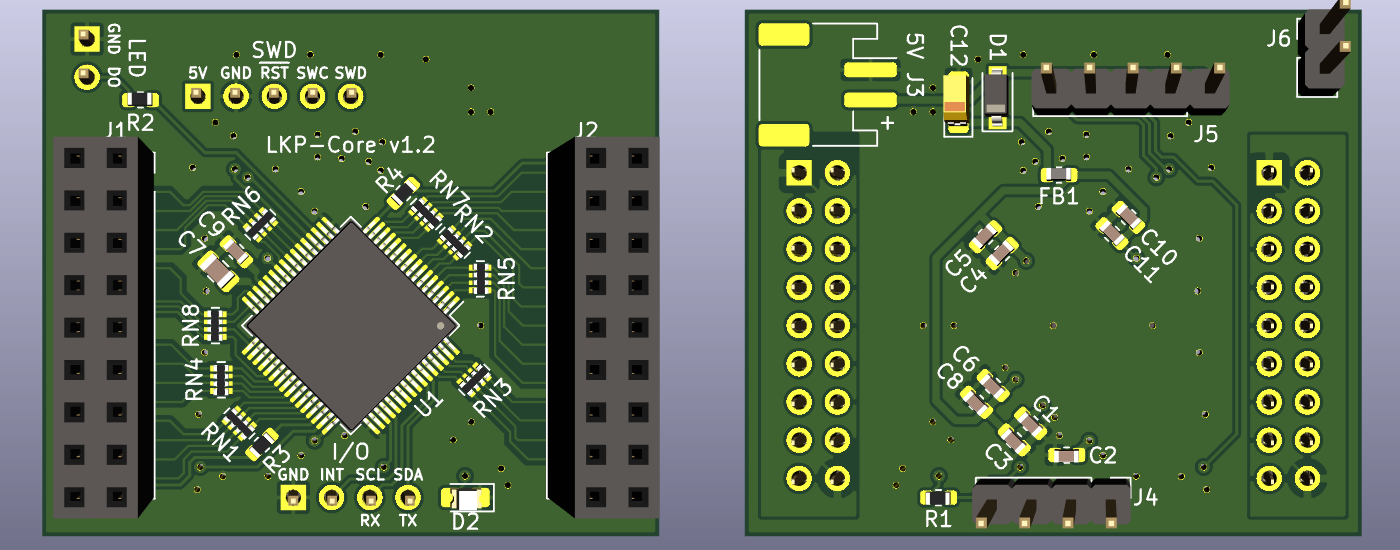 GND
DO
LED
SWD
5V GND RST SWC SWD
R2
J1
J2
LKP-Core v1.2
R4
RN7
RN2
RN6
C9
C7
RN5
RN8
RN4
RN1
R3
U1
RN3
I/O
GND INT SCL SDA
RX TX
D2
5V
J3
+
C12
D1
J6
J5
FB1
C10
C11
C5
C4
C6
C8
C1
C3
C2
R1
J4